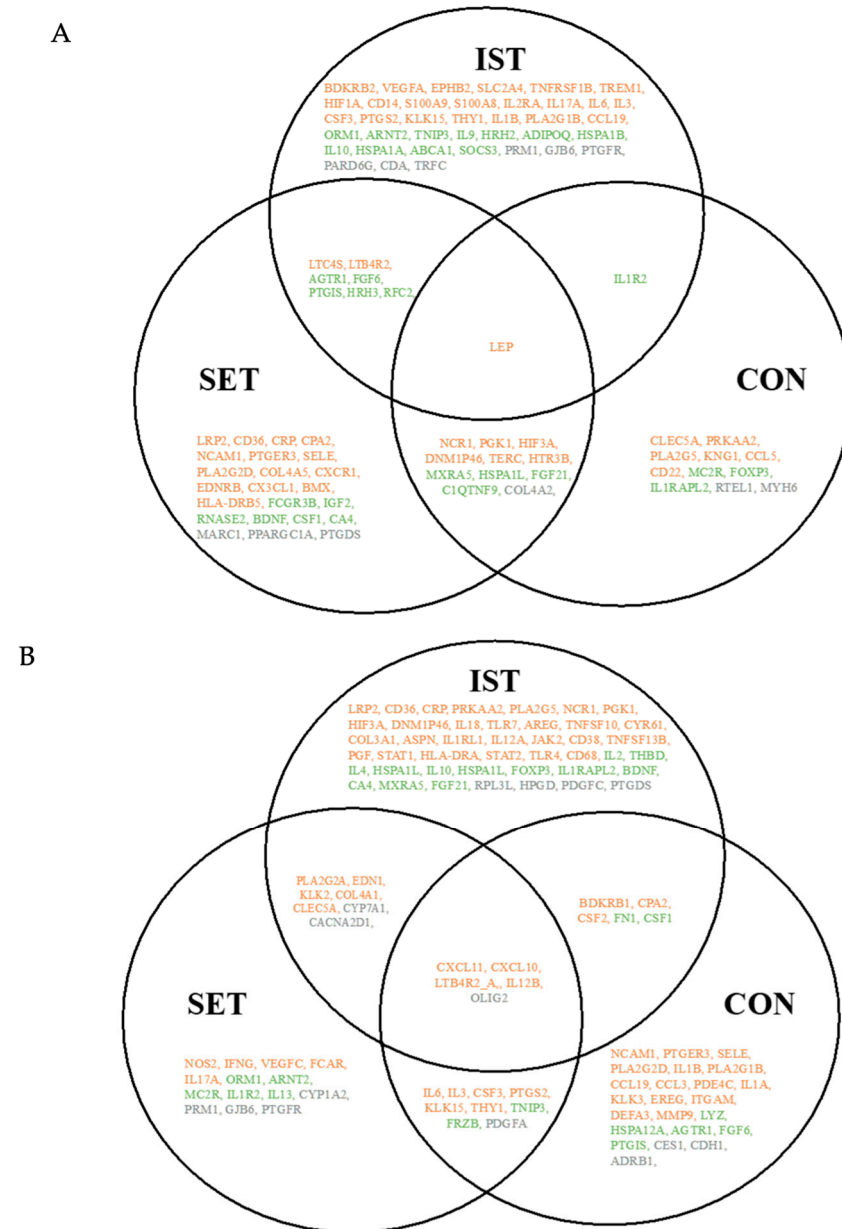 A
IST
BDKRB2, VEGFA, EPHB2, SLC2A4, TNFRSF1B, TREM1,
HIF1A, CD14, S100A9, S100A8, IL2RA, IL17A, IL6, IL3,
CSF3, PTGS2, KLK15, THY1, IL1B, PLA2G1B, CCL19,
ORM1, ARNT2, TNIP3, IL9, HRH2, ADIPOQ, HSPA1B,
IL10, HSPA1A, ABCA1, SOCS3, PRM1, GJB6, PTGFR,
PARD6G, CDA, TRFC
LTC4S, LTB4R2,
AGTR1, FGF6,
PTGIS, HRH3, RFC2,
IL1R2
LEP
SET
CON
LRP2, CD36, CRP, CPA2,
NCAM1, PTGER3, SELE,
PLA2G2D, COL4A5, CXCR1,
EDNRB, CX3CL1, BMX,
HLA-DRB5, FCGR3B, IGF2,
RNASE2, BDNF, CSF1, CA4,
MARC1, PPARGC1A, PTGDS
NCR1, PGK1, HIF3A,
DNM1P46, TERC, HTR3B,
MXRA5, HSPA1L, FGF21,
C1QTNF9, COL4A2,
CLEC5A, PRKAA2,
PLA2G5, KNG1, CCL5,
CD22, MC2R, FOXP3,
IL1RAPL2, RTEL1, MYH6
B
IST
LRP2, CD36, CRP, PRKAA2, PLA2G5, NCR1, PGK1,
HIF3A, DNM1P46, IL18, TLR7, AREG, TNFSF10, CYR61,
COL3A1, ASPN, IL1RL1, IL12A, JAK2, CD38, TNFSF13B,
PGF, STAT1, HLA-DRA, STAT2, TLR4, CD68, IL2, THBD,
IL4, HSPA1L, IL10, HSPA1L, FOXP3, IL1RAPL2, BDNF,
CA4, MXRA5, FGF21, RPL3L, HPGD, PDGFC, PTGDS
PLA2G2A, EDN1,
KLK2, COL4A1,
CLEC5A, CYP7A1,
CACNA2D1,
BDKRB1, CPA2,
CSF2, FN1, CSF1
CXCL11, CXCL10,
LTB4R2_A,, IL12B,
OLIG2
SET
CON
NOS2, IFNG, VEGFC, FCAR,
IL17A, ORM1, ARNT2,
MC2R, IL1R2, IL13, CYP1A2,
PRM1, GJB6, PTGFR
IL6, IL3, CSF3, PTGS2,
KLK15, THY1, TNIP3,
FRZB, PDGFA
NCAM1, PTGER3, SELE,
PLA2G2D, IL1B, PLA2G1B,
CCL19, CCL3, PDE4C, IL1A,
KLK3, EREG, ITGAM,
DEFA3, MMP9, LYZ,
HSPA12A, AGTR1, FGF6,
PTGIS, CES1, CDH1,
ADRB1,